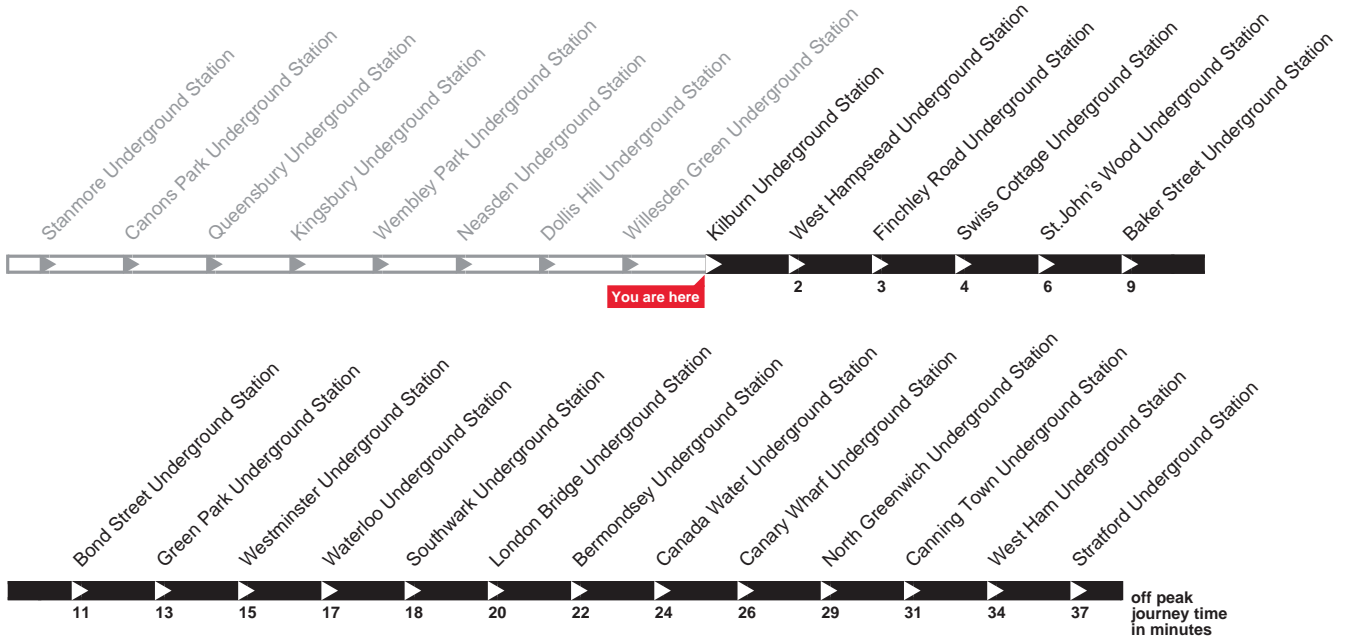 Stanmore Underground Station
Canons Park Underground Station
Queensbury Underground Station
Kingsbury Underground Station
Wembley Park Underground Station
Neasden Underground Station
Dollis Hill Underground Station
Willesden Green Underground Station
Kilburn Underground Station
West Hampstead Underground Station
Finchley Road Underground Station
Swiss Cottage Underground Station
St.John's Wood Underground Station
Baker Street Underground Station
You are here
2
3
4
6
9
Bond Street Underground Station
Green Park Underground Station
Westminster Underground Station
Waterloo Underground Station
Southwark Underground Station
London Bridge Underground Station
Bermondsey Underground Station
Canada Water Underground Station
Canary Wharf Underground Station
North Greenwich Underground Station
Canning Town Underground Station
West Ham Underground Station
Stratford Underground Station
11
13
15
17
18
20
22
24
26
29
31
34
37
off peak
journey time
in minutes